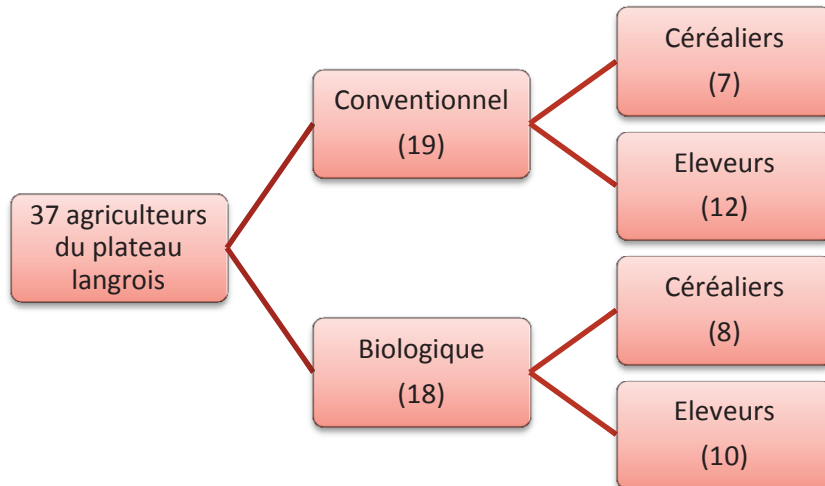 37 agriculteurs
du plateau
langrois
Conventionnel
(19)
Céréaliers
(7)
Eleveurs
(12)
Biologique
(18)
Céréaliers
(8)
Eleveurs
(10)